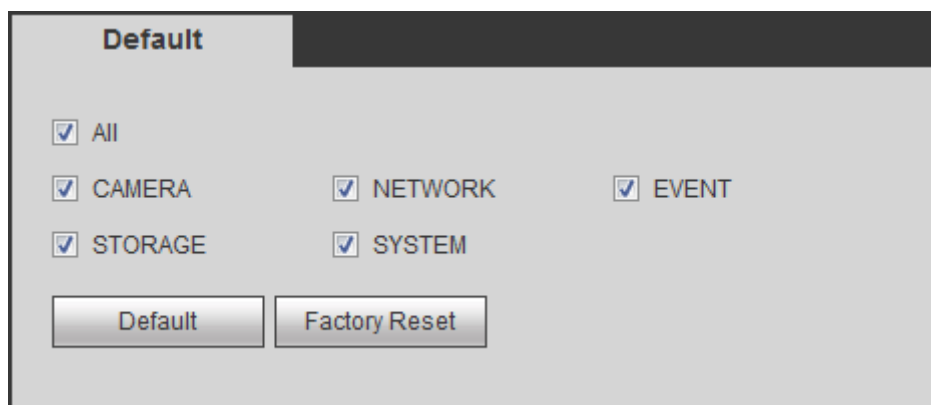 Default
All
CAMERA NETWORK EVENT
STORAGE SYSTEM
Default Factory Reset